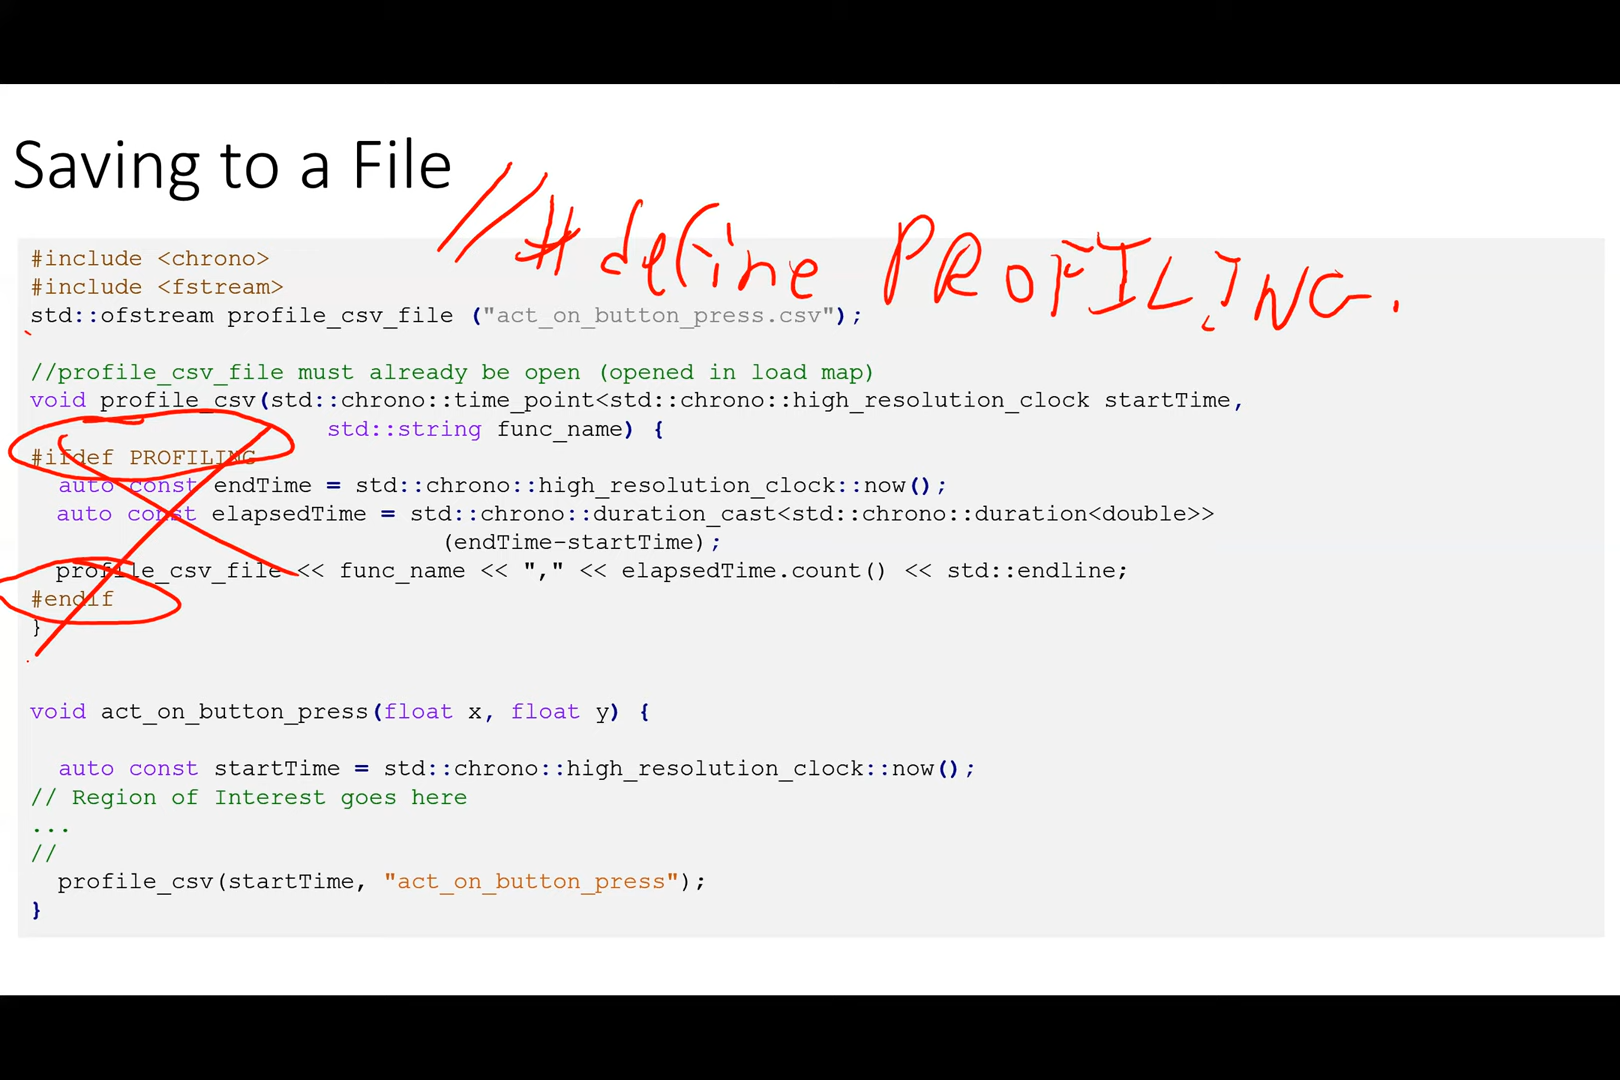 Saving to a File
//#define PROFILING.
#include <chrono>
#include <fstream>
std::ofstream profile_csv_file ("act_on_button_press.csv");
//profile_csv_file must already be open (opened in load map)
void profile_csv(std::chrono::time_point<std::chrono::high_resolution_clock startTime,
std::string func_name) {
#ifdef PROFILING
auto const endTime = std::chrono::high_resolution_clock::now();
auto const elapsedTime = std::chrono::duration_cast<std::chrono::duration<double>>
(endTime-startTime);
profile_csv_file << func_name << "," << elapsedTime.count() << std::endline;
#endif
}
void act_on_button_press(float x, float y) {
auto const startTime = std::chrono::high_resolution_clock::now();
// Region of Interest goes here
...
//
profile_csv(startTime, "act_on_button_press");
}